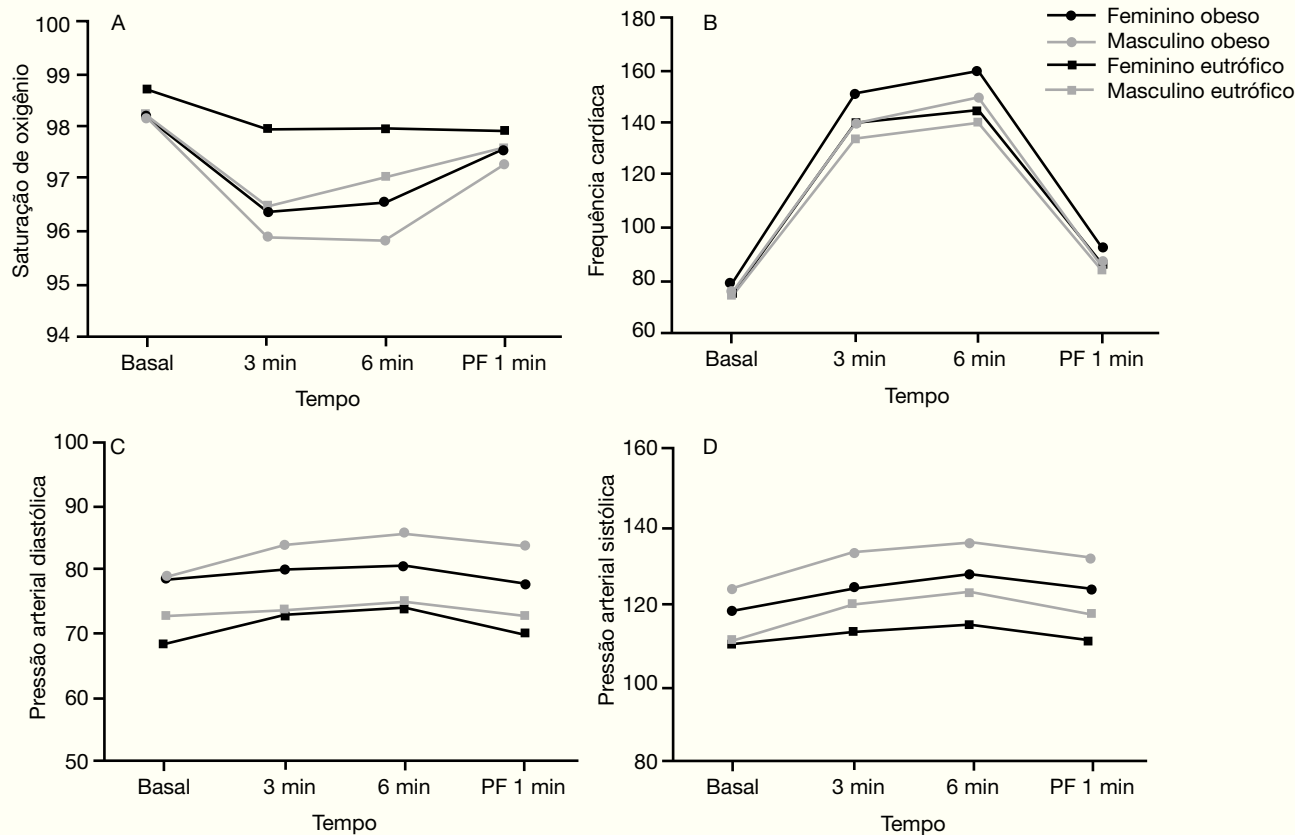 A
Saturação de oxigênio
100
99
98
97
96
95
94
Basal
3 min
6 min
PF 1 min
Tempo
B
Frequência cardíaca
180
160
140
120
100
80
60
Basal
3 min
6 min
PF 1 min
Tempo
Feminino obeso
Masculino obeso
Feminino eutrófico
Masculino eutrófico
C
Pressão arterial diastólica
100
90
80
70
60
50
Basal
3 min
6 min
PF 1 min
Tempo
D
Pressão arterial sistólica
160
140
120
100
80
Basal
3 min
6 min
PF 1 min
Tempo